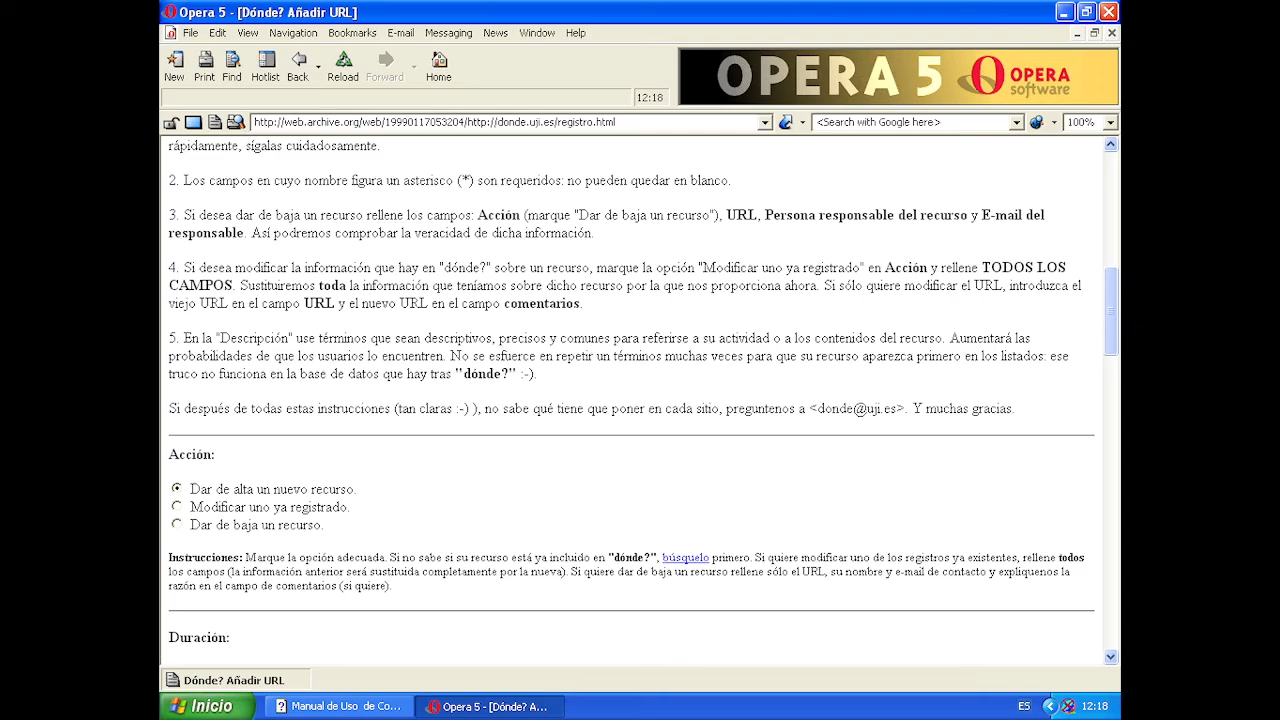 Opera 5 - [Dónde? Añadir URL]
File Edit View Navigation Bookmarks E-mail Messaging News Window Help
New Print Find Hotlist Back Reload Forward Home
OPERA 5 OPERA software
12:18
http://web.archive.org/web/19990117053204/http://donde.uji.es/registro.html <Search with Google here> 100%
rápidamente, sígalas cuidadosamente.
2. Los campos en cuyo nombre figura un asterisco (*) son requeridos: no pueden quedar en blanco.
3. Si desea dar de baja un recurso rellene los campos: Acción (marque "Dar de baja un recurso"), URL, Persona responsable del recurso y E-mail del
responsable. Así podremos comprobar la veracidad de dicha información.
4. Si desea modificar la información que hay en "dónde?" sobre un recurso, marque la opción "Modificar uno ya registrado" en Acción y rellene TODOS LOS
CAMPOS. Sustituiremos toda la información que teníamos sobre dicho recurso por la que nos proporciona ahora. Si sólo quiere modificar el URL, introduzca el
viejo URL en el campo URL y el nuevo URL en el campo comentarios.
5. En la "Descripción" use términos que sean descriptivos, precisos y comunes para referirse a su actividad o a los contenidos del recurso. Aumentará las
probabilidades de que los usuarios lo encuentren. No se esfuerce en repetir un términos muchas veces para que su recurso aparezca primero en los listados: ese
truco no funciona en la base de datos que hay tras "dónde?" :-).
Si después de todas estas instrucciones (tan claras :-) ), no sabe qué tiene que poner en cada sitio, preguntenos a <donde@uji.es>. Y muchas gracias.
Acción:
Dar de alta un nuevo recurso.
Modificar uno ya registrado.
Dar de baja un recurso.
Instrucciones: Marque la opción adecuada. Si no sabe si su recurso está ya incluido en "dónde?", búsquelo primero. Si quiere modificar uno de los registros ya existentes, rellene todos
los campos (la información anterior será sustituida completamente por la nueva). Si quiere dar de baja un recurso rellene sólo el URL, su nombre y e-mail de contacto y expliquenos la
razón en el campo de comentarios (si quiere).
Duración:
Dónde? Añadir URL
Inicio Manual de Uso de Co... Opera 5 - [Dónde? A... ES 12:18